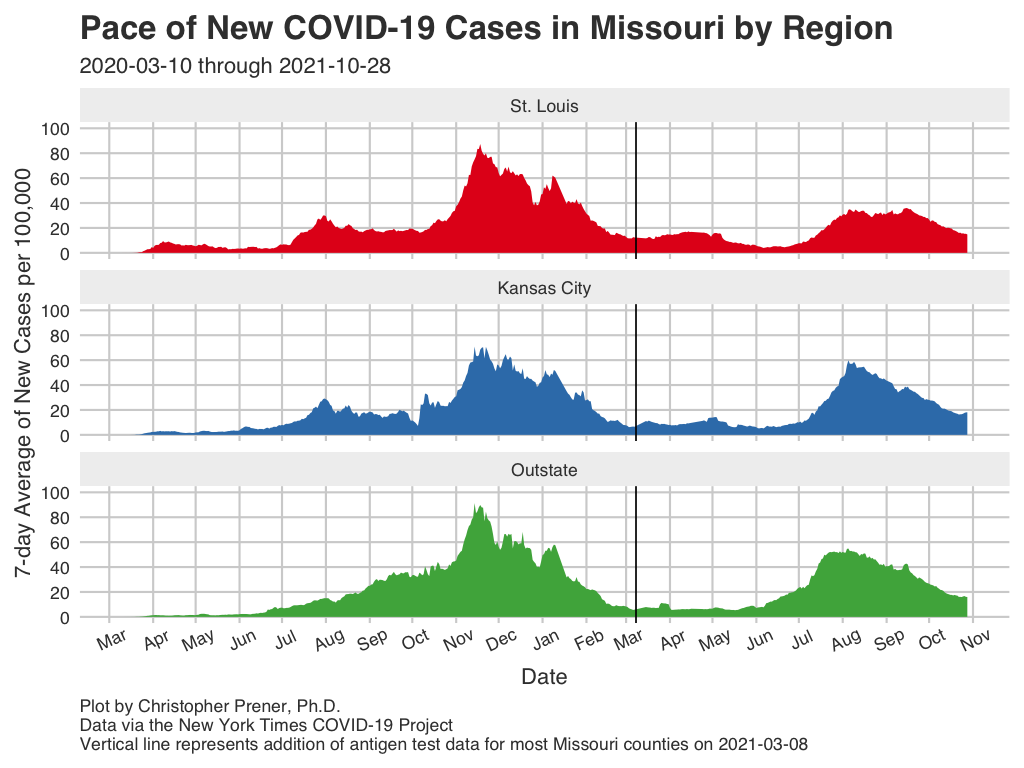 Pace of New COVID-19 Cases in Missouri by Region
2020-03-10 through 2021-10-28
St. Louis
100
80
60
40
20
0
Kansas City
100
80
60
40
20
0
Outstate
100
80
60
40
20
0
7-day Average of New Cases per 100,000
Mar Apr May Jun Jul Aug Sep Oct Nov Dec Jan Feb Mar Apr May Jun Jul Aug Sep Oct Nov
Date
Plot by Christopher Prener, Ph.D.
Data via the New York Times COVID-19 Project
Vertical line represents addition of antigen test data for most Missouri counties on 2021-03-08